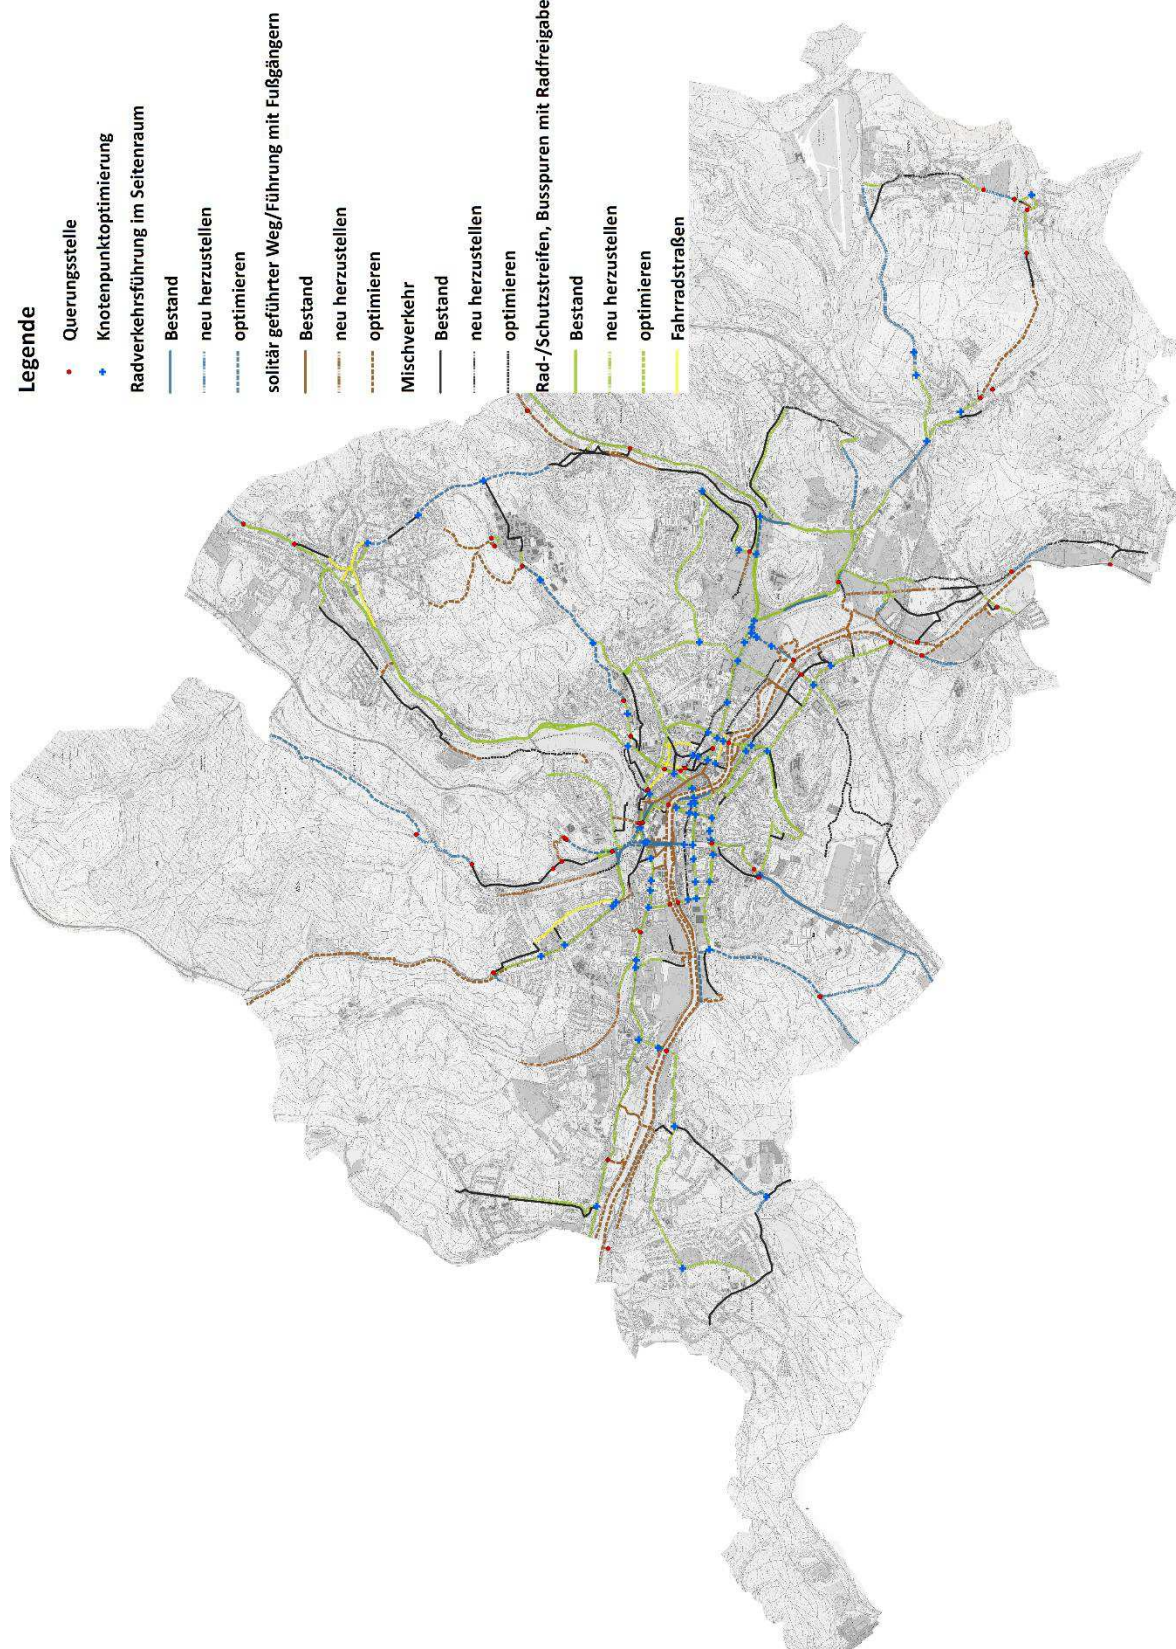 Legende
Querungsstelle
Knotenpunktoptimierung
Radverkehrsführung im Seitenraum
Bestand
neu herzustellen
optimieren
solitär geführter Weg/Führung mit Fußgängern
Bestand
neu herzustellen
optimieren
Mischverkehr
Bestand
neu herzustellen
optimieren
Rad-/Schutzstreifen, Busspuren mit Radfreigabe
Bestand
neu herzustellen
optimieren
Fahrradstraßen